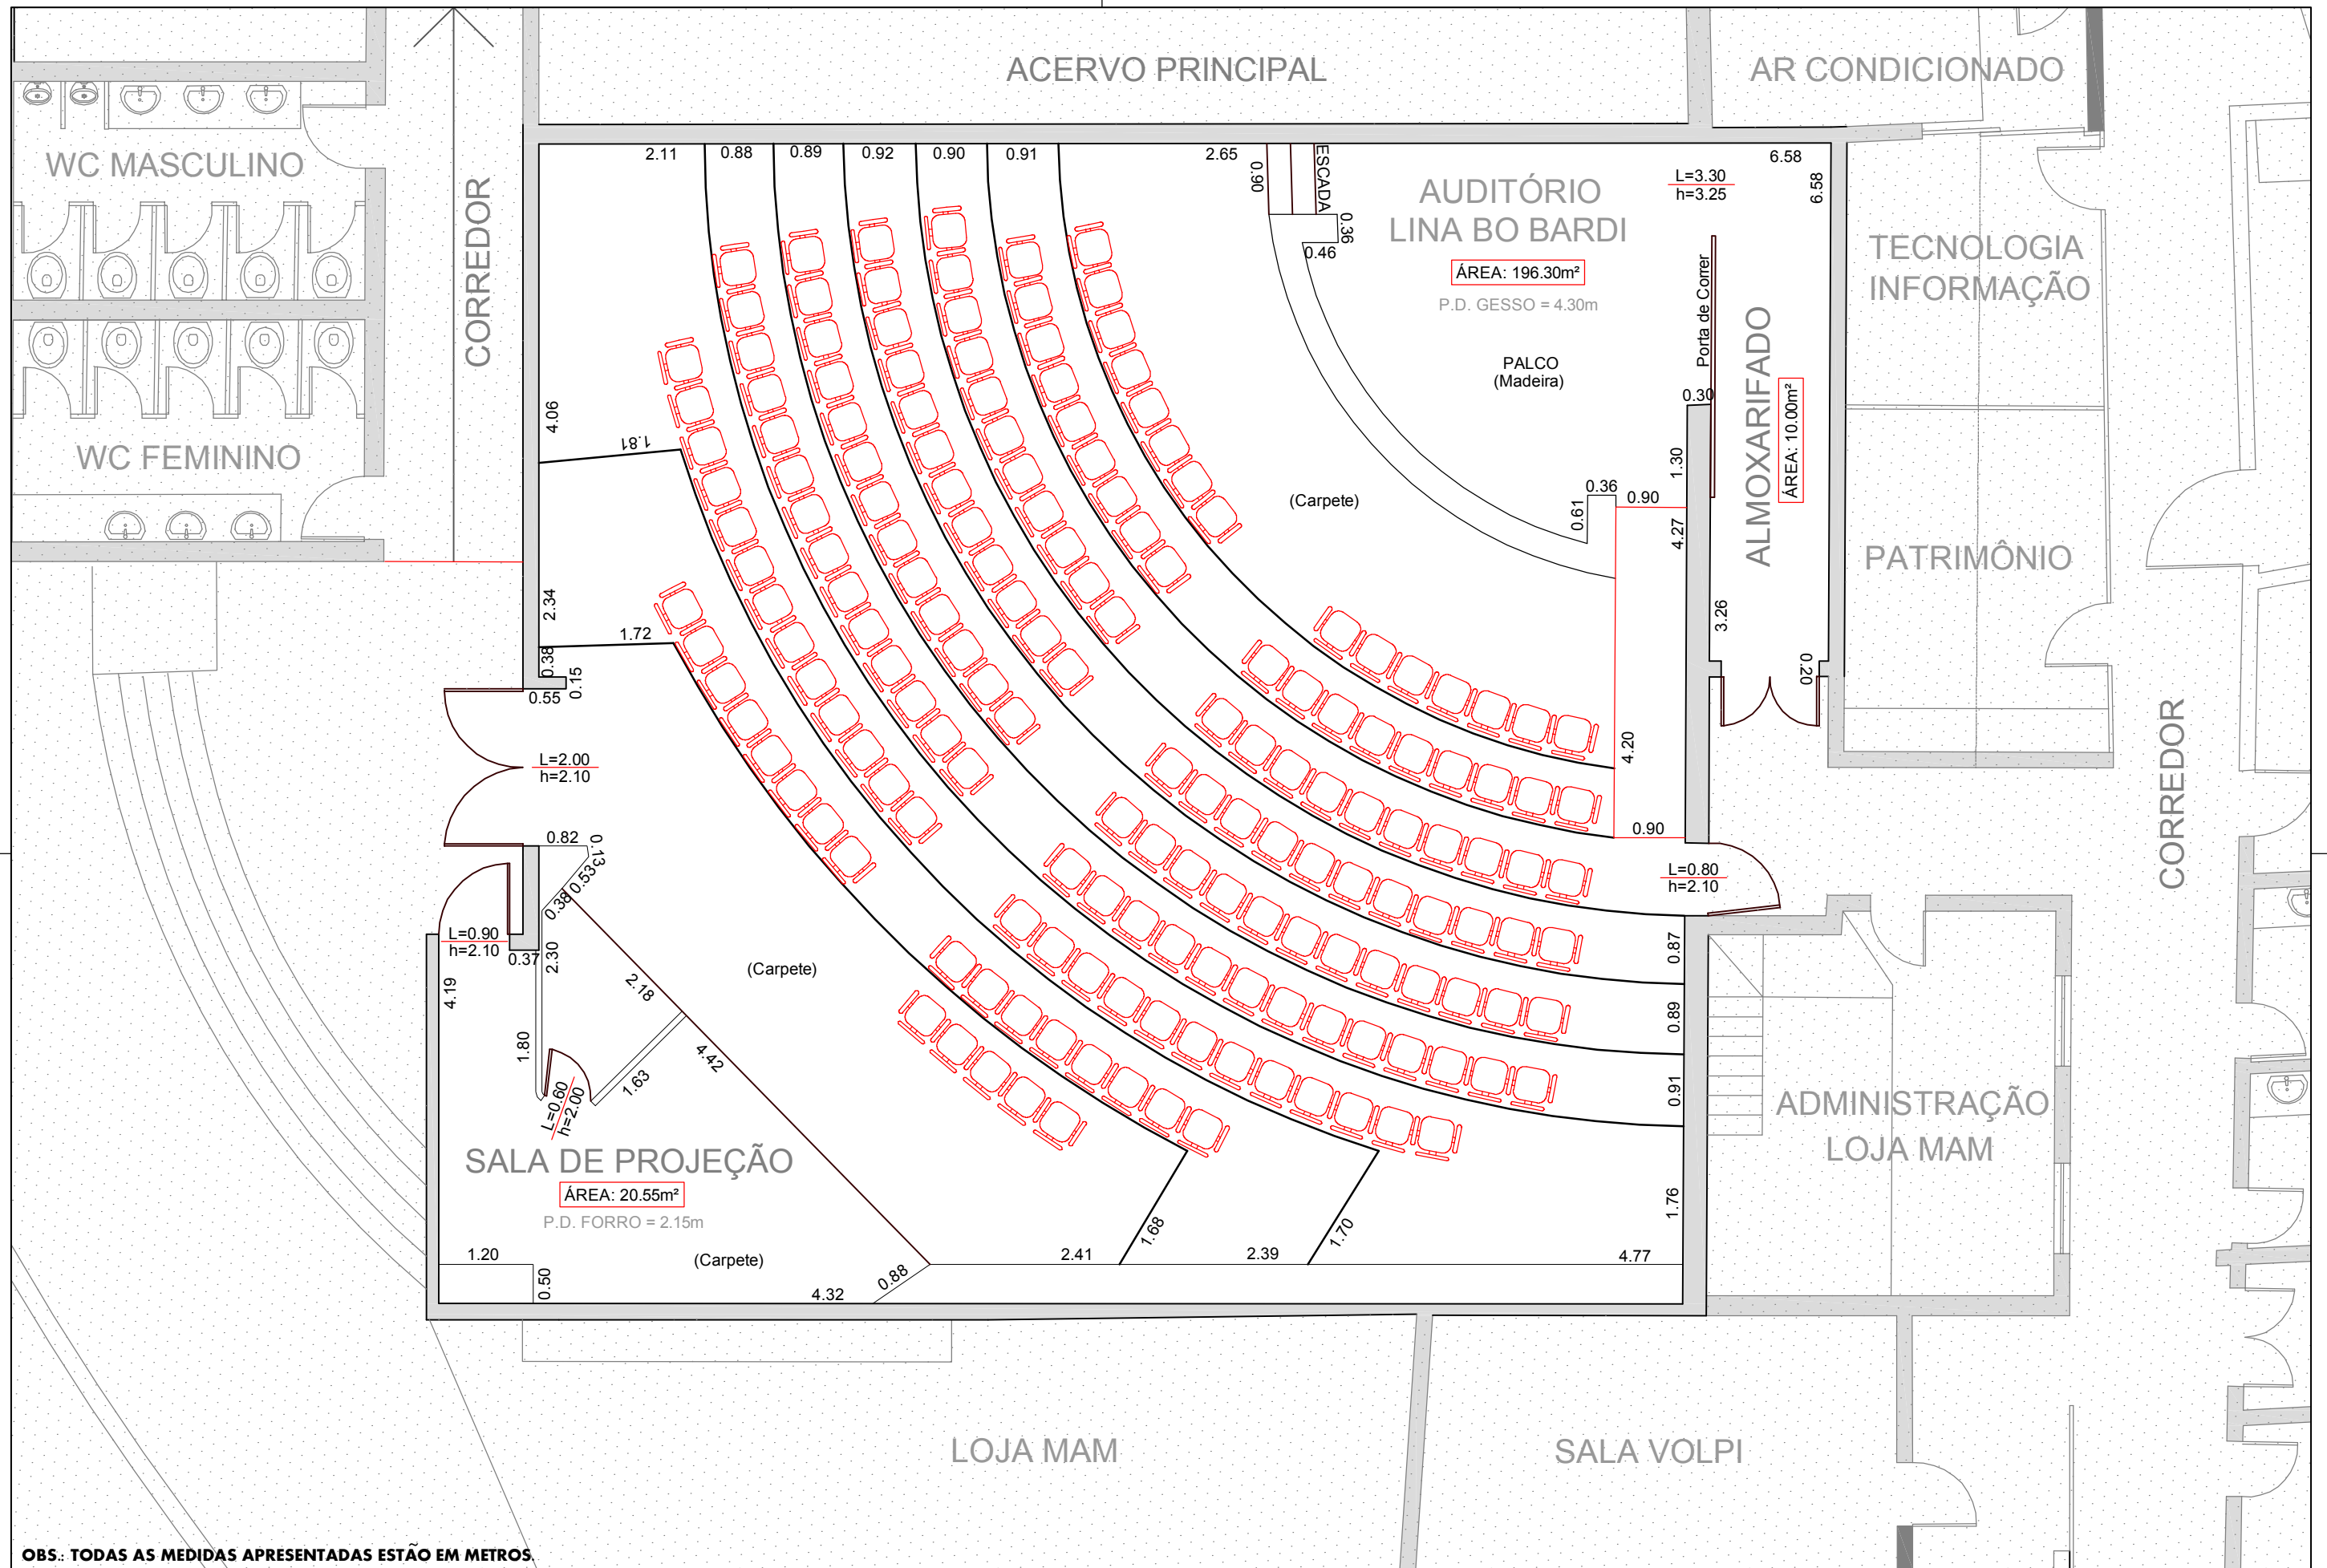 ACERVO PRINCIPAL
AR CONDICIONADO
WC MASCULINO
CORREDOR
2.11
0.88
0.89
0.92
0.90
0.91
2.65
0.90
ESCADA
0.36
0.46
AUDITÓRIO
LINA BO BARDI
ÁREA: 196.30m²
P.D. GESSO = 4.30m
L=3.30
h=3.25
6.58
6.58
Porta de Correr
TECNOLOGIA
INFORMAÇÃO
PALCO
(Madeira)
0.30
ALMOXARIFADO
ÁREA: 10.00m²
4.06
1.81
WC FEMININO
(Carpete)
1.30
0.36
0.90
0.61
4.27
PATRIMÔNIO
2.34
1.72
0.38
0.15
0.55
3.26
0.20
L=2.00
h=2.10
4.20
0.90
CORREDOR
0.82
0.13
0.53
0.38
L=0.80
h=2.10
L=0.90
h=2.10
0.37
2.30
4.19
(Carpete)
2.18
0.87
0.89
1.80
4.42
1.63
L=0.60
h=2.00
0.91
ADMINISTRAÇÃO
LOJA MAM
SALA DE PROJEÇÃO
ÁREA: 20.55m²
P.D. FORRO = 2.15m
(Carpete)
1.76
1.68
1.70
1.20
0.50
2.41
2.39
4.77
0.88
4.32
LOJA MAM
SALA VOLPI
OBS.: TODAS AS MEDIDAS APRESENTADAS ESTÃO EM METROS.